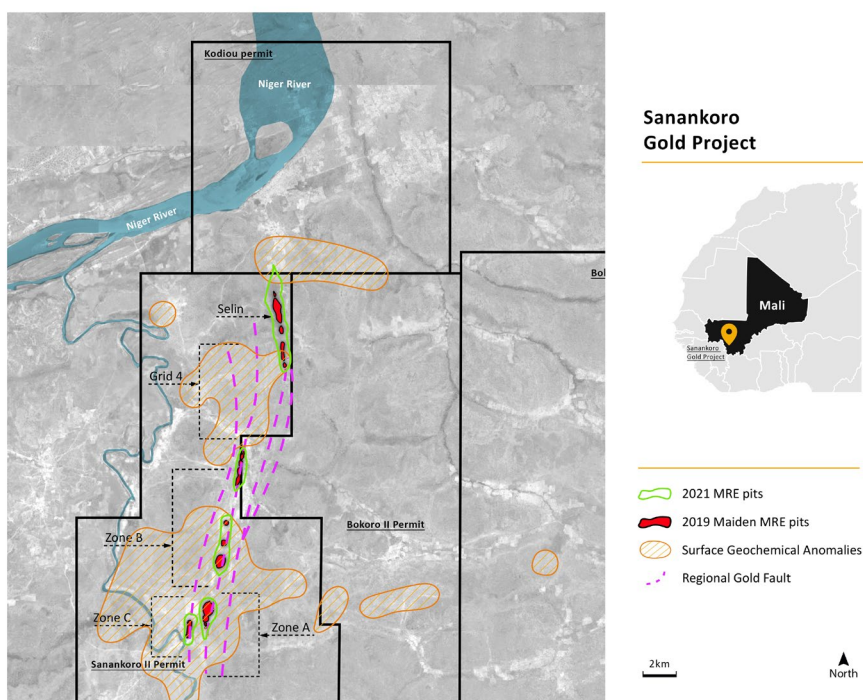 Kodiou permit
Niger River
Niger River
Bol
Selin
Grid 4
Zone B
Bokoro II Permit
Zone C
Zone A
Sanankoro II Permit
Sanankoro
Gold Project
Mali
Sanankoro
Gold Project
2021 MRE pits
2019 Maiden MRE pits
Surface Geochemical Anomalies
Regional Gold Fault
2km
North